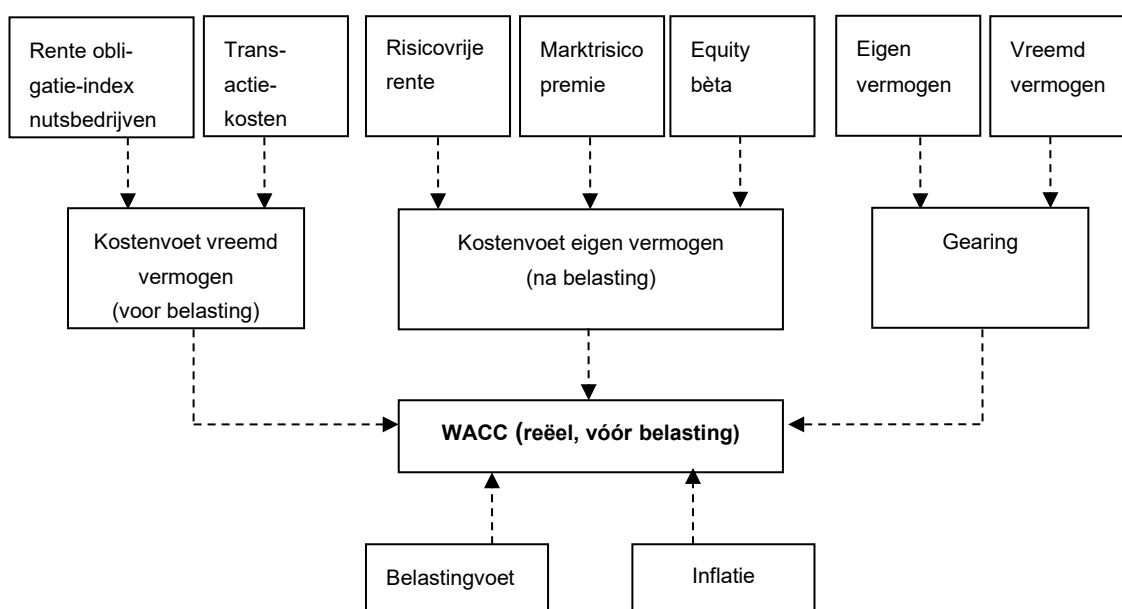 Rente obli-
gatie-index
nutsbedrijven
Trans-
actie-
kosten
Risicovrije
rente
Marktrisico
premie
Equity
bèta
Eigen
vermogen
Vreemd
vermogen
Kostenvoet vreemd
vermogen
(voor belasting)
Kostenvoet eigen vermogen
(na belasting)
Gearing
WACC (reëel, vóór belasting)
Belastingvoet
Inflatie